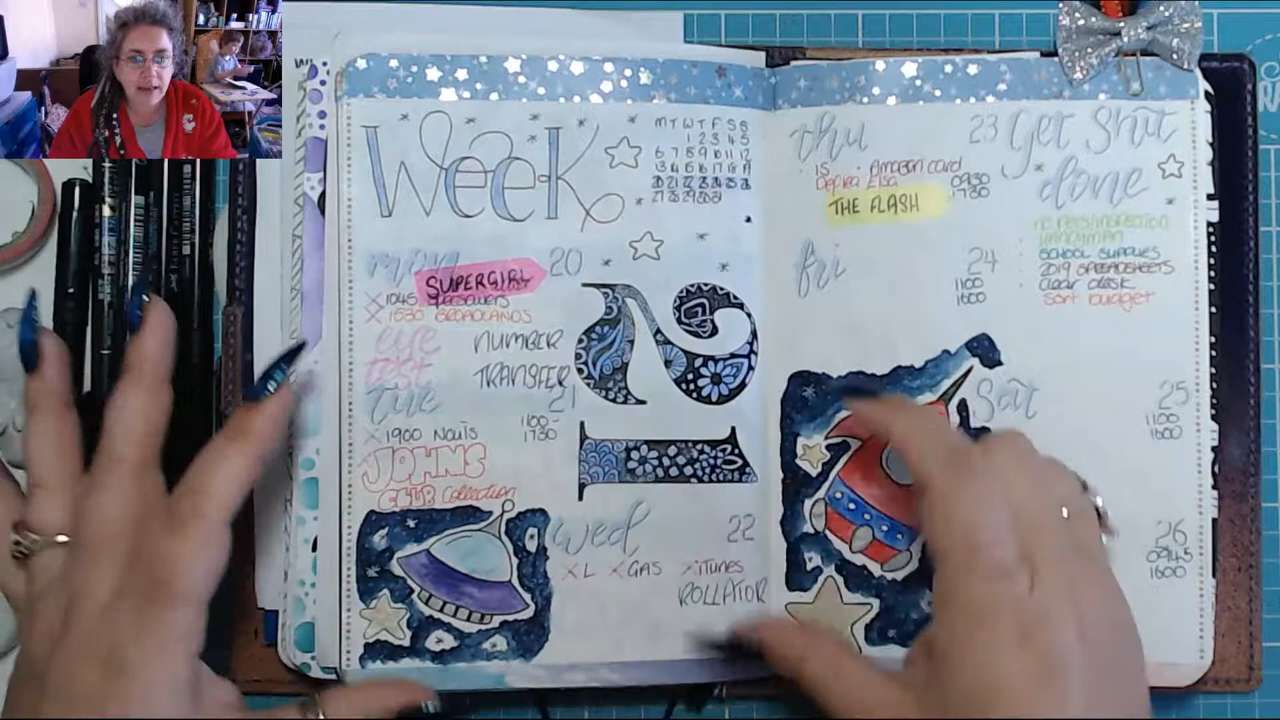 Week
M T W T F S S
1 2 3 4 5
6 7 8 9 10 11 12
13 14 15 16 17 18 19
20 21 22 23 24 25 26
27 28 29 30 31
mon 20
SUPERGIRL
X 1045
X 1530 BROADLANDS
eye test
NUMBER TRANSFER
tue 21
1100-
1730
X 1900 Nails
JOHNS
CLUB Collection
21
wed 22
X L X GAS X iTUNES
ROLLATOR
thu 23
15 · Amazon card
0930
1730
THE FLASH
fri 24
1100
1600
Sat 25
1100
1600
26
0945
1600
Get Shit
done
HANDYMAN
SCHOOL SUPPLIES
2019 SPREADSHEETS
clear desk
sort budget